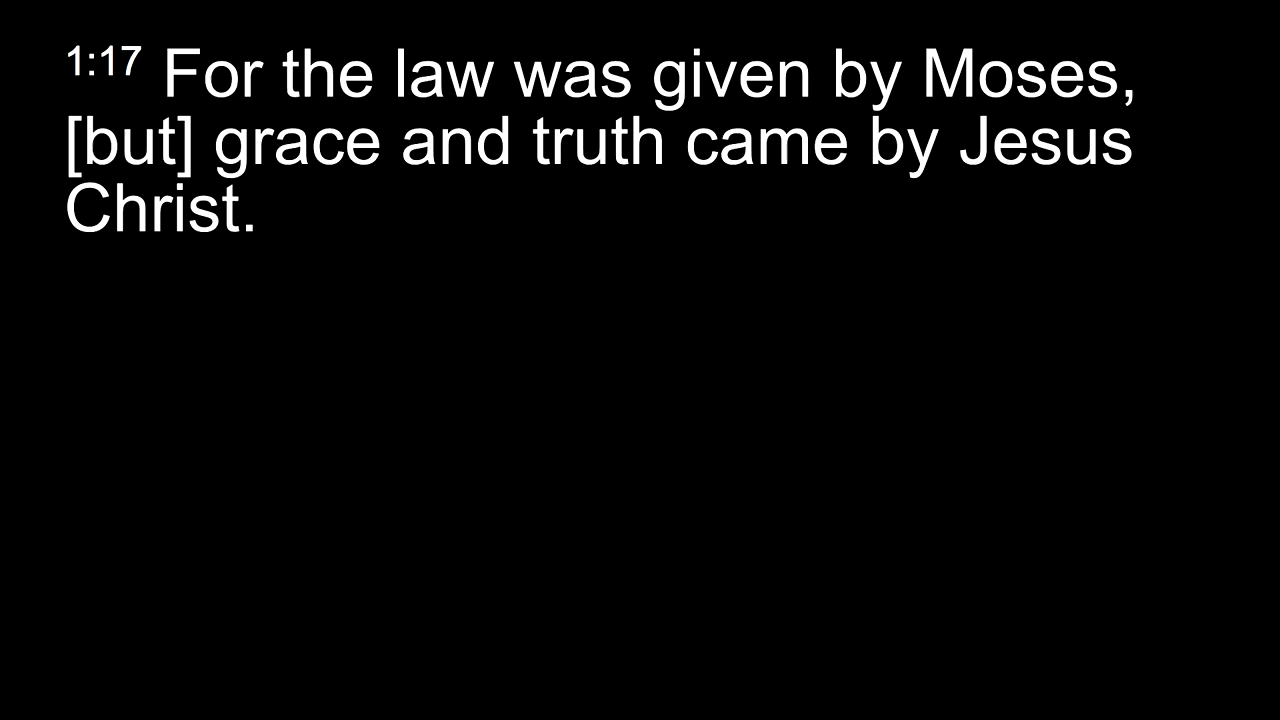 1:17 For the law was given by Moses,
[but] grace and truth came by Jesus
Christ.